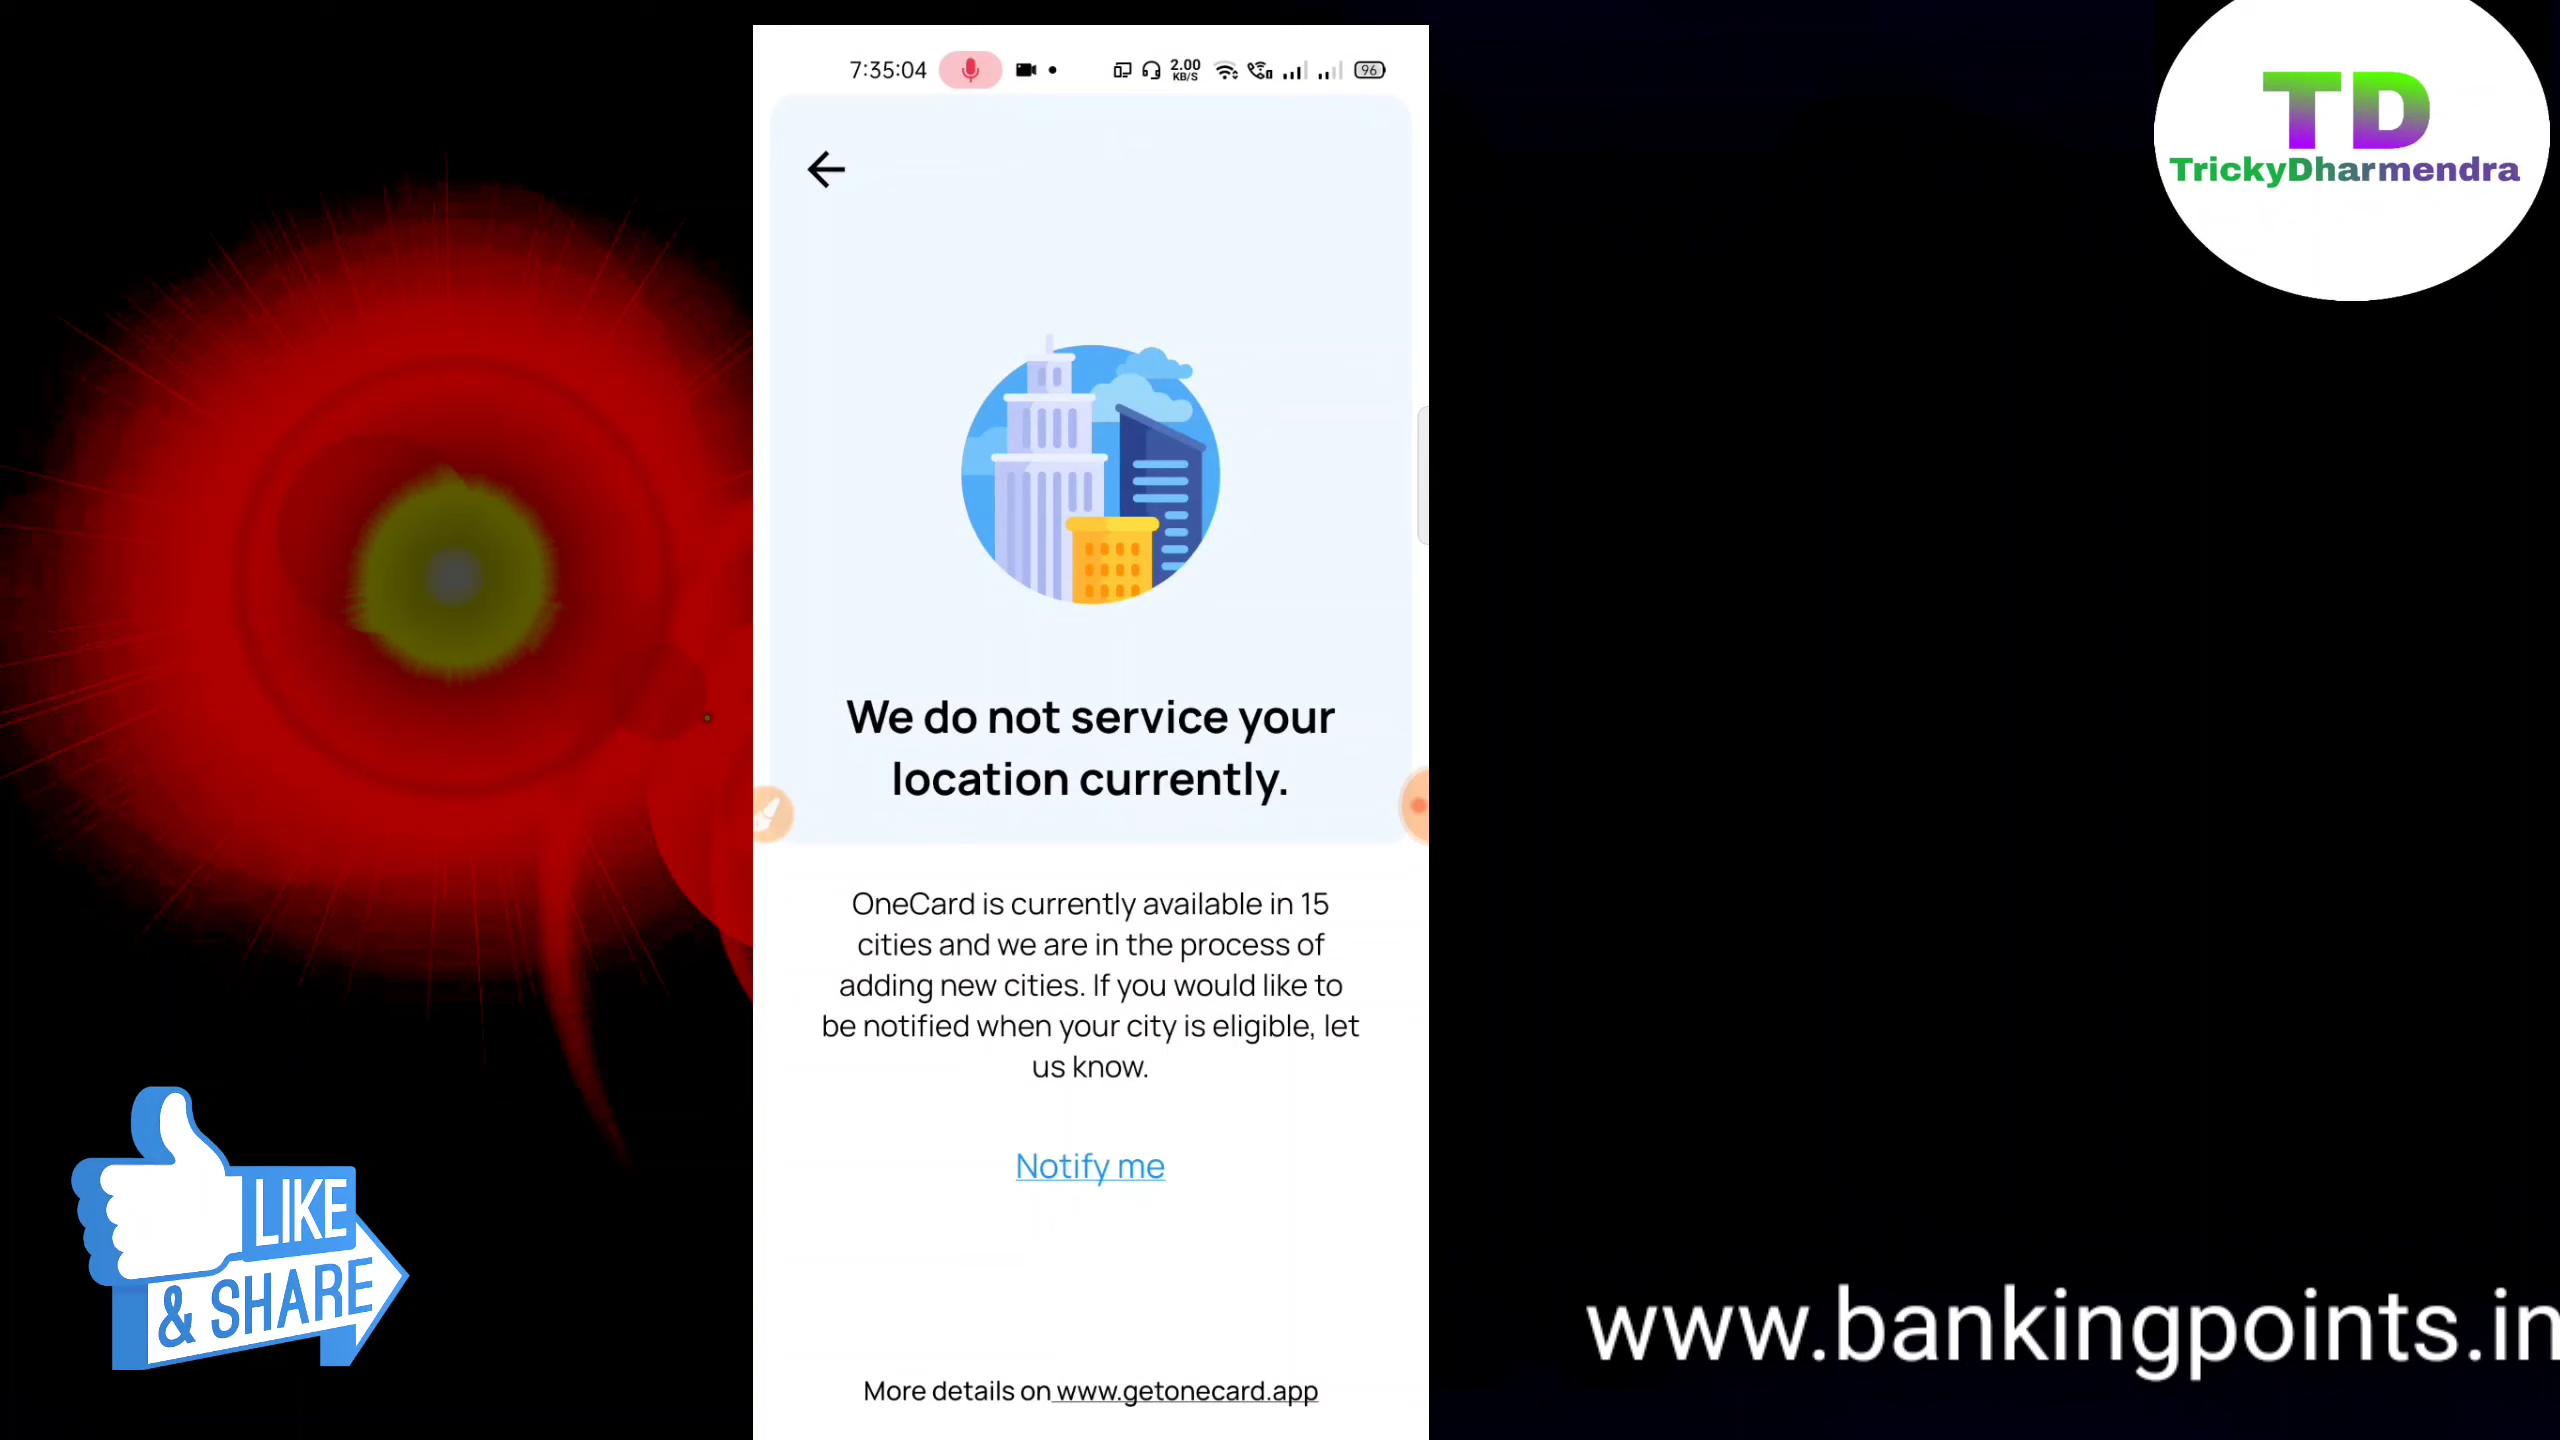 7:35:04
2.00
KB/S
96
TD
TrickyDharmendra
We do not service your
location currently.
OneCard is currently available in 15
cities and we are in the process of
adding new cities. If you would like to
be notified when your city is eligible, let
us know.
Notify me
LIKE
& SHARE
www.bankingpoints.in
More details on www.getonecard.app